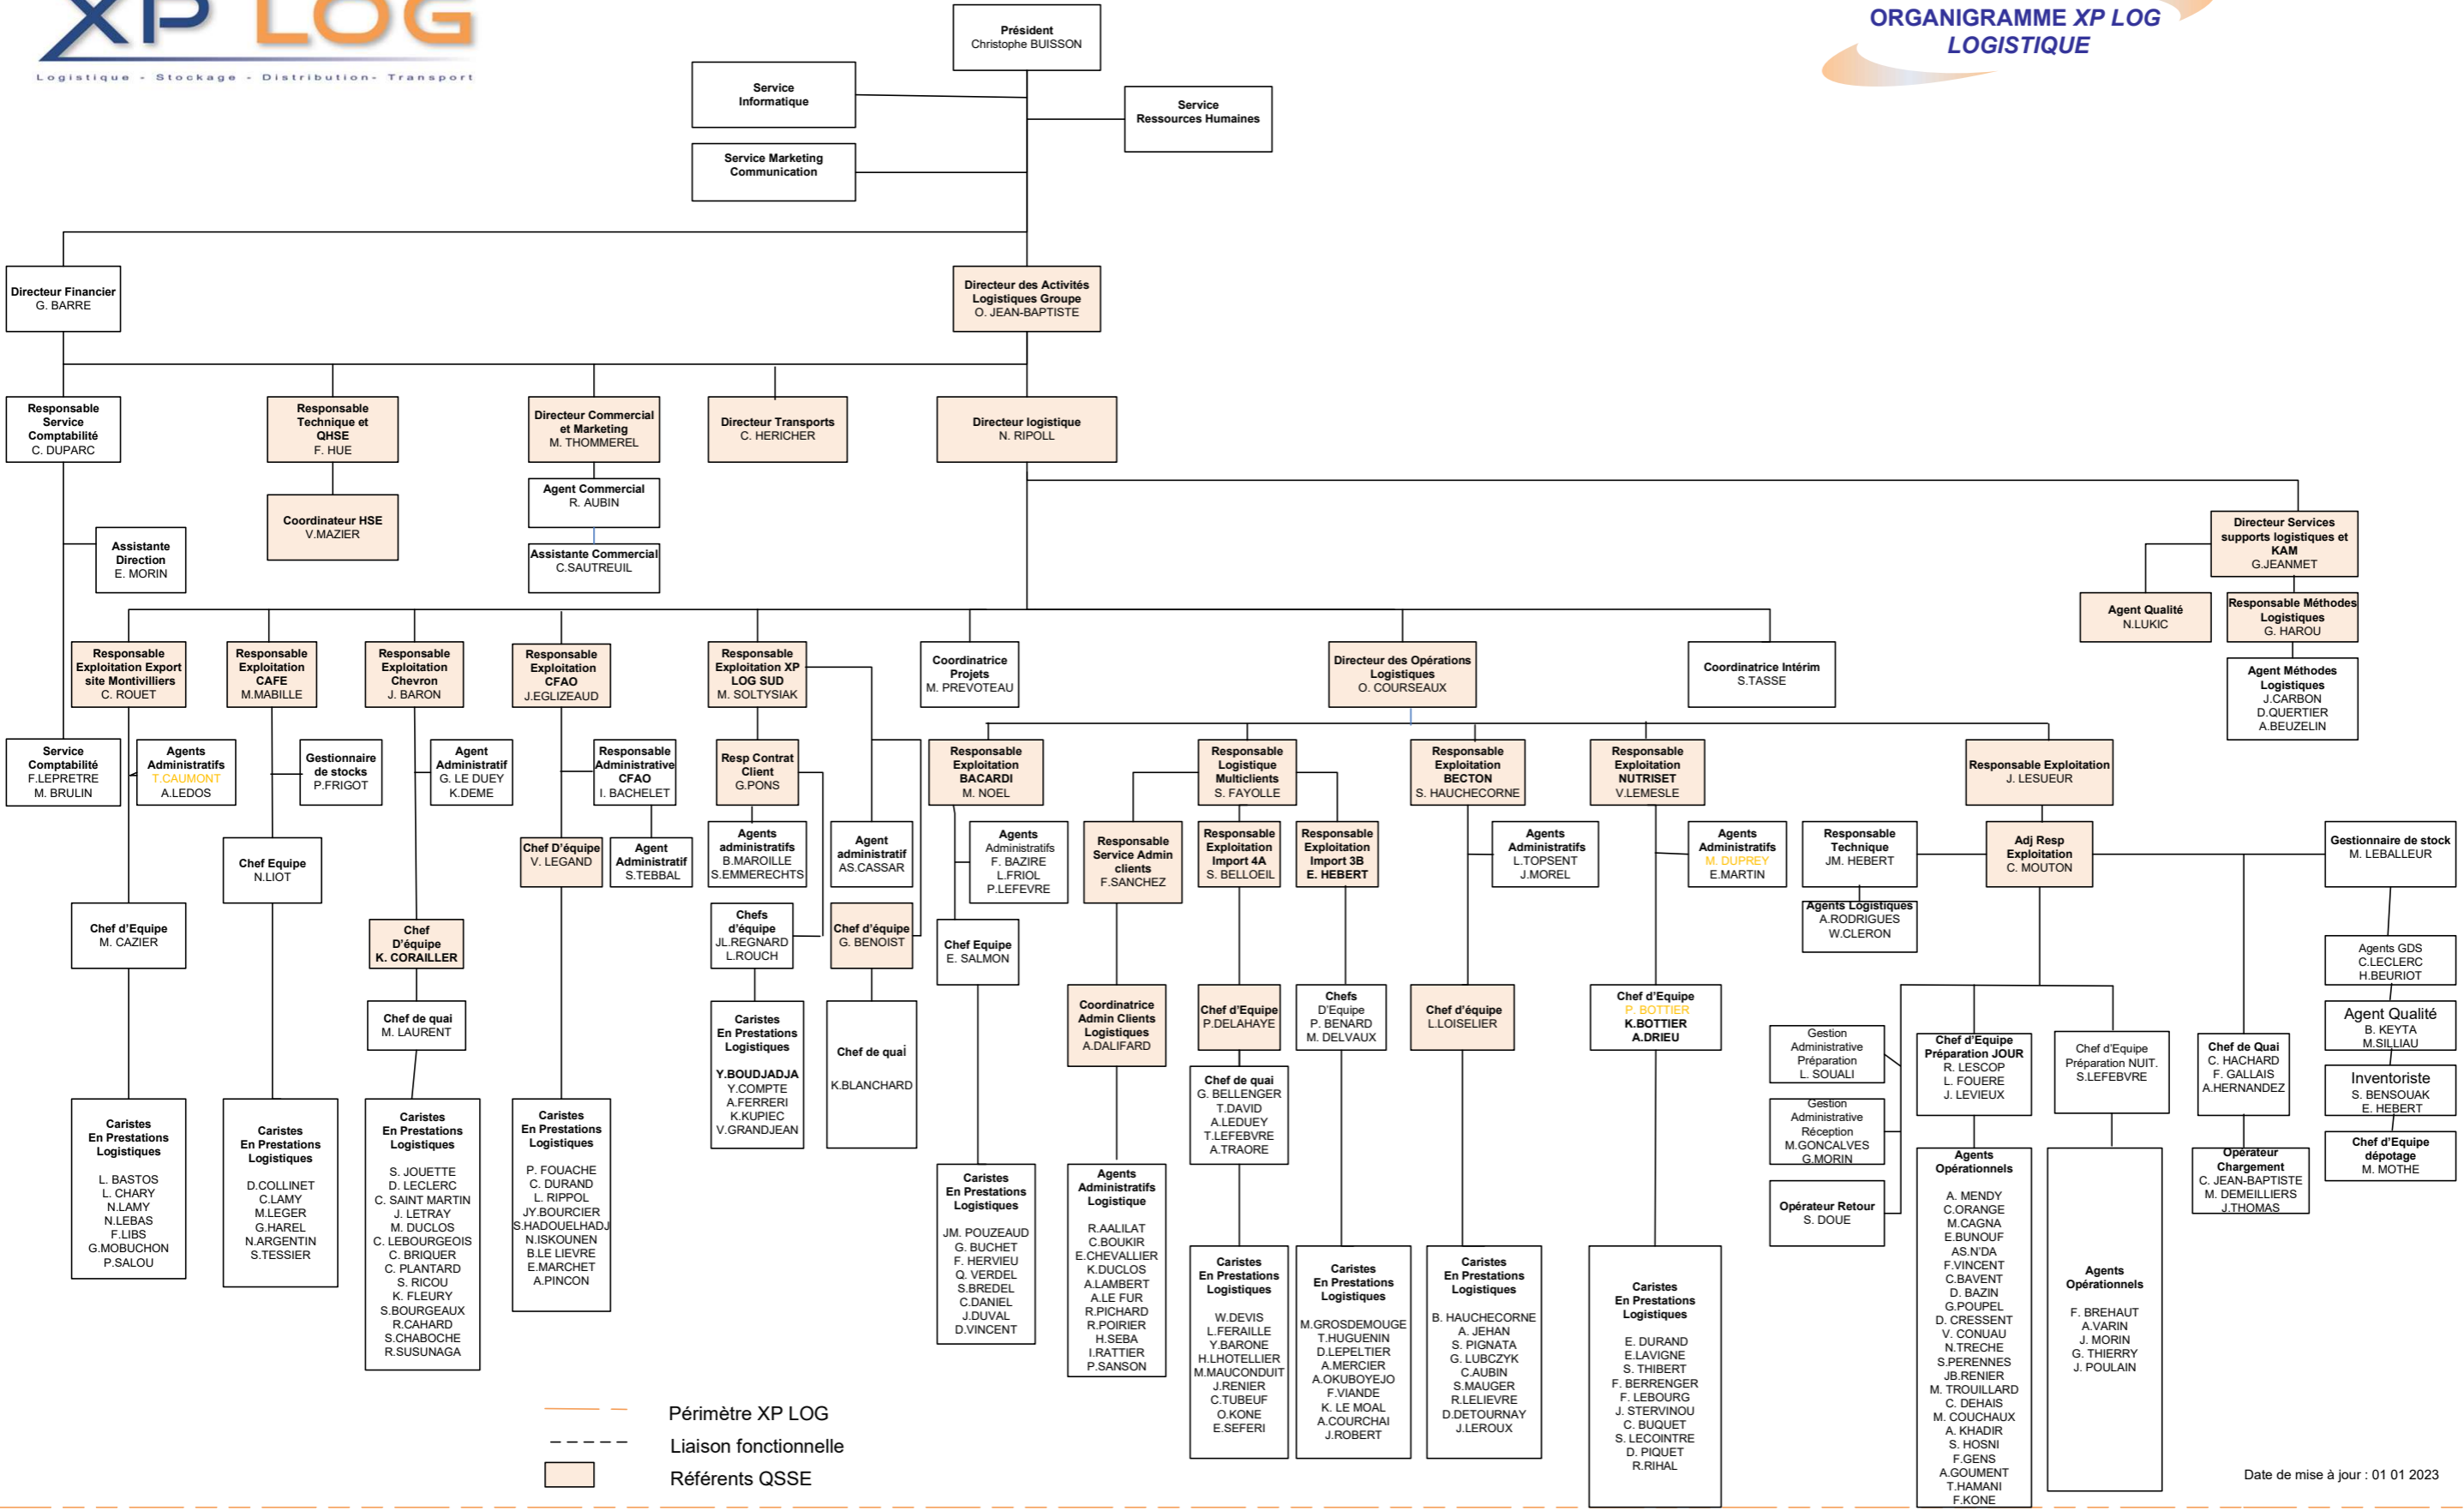 XP LOG
Logistique - Stockage - Distribution- Transport
ORGANIGRAMME XP LOG
LOGISTIQUE
Président
Christophe BUISSON
Service
Informatique
Service
Ressources Humaines
Service Marketing
Communication
Directeur Financier
G. BARRE
Directeur des Activités
Logistiques Groupe
O. JEAN-BAPTISTE
Responsable
Service
Comptabilité
C. DUPARC
Responsable
Technique et
QHSE
F. HUE
Directeur Commercial
et Marketing
M. THOMMEREL
Directeur Transports
C. HERICHER
Directeur logistique
N. RIPOLL
Agent Commercial
R. AUBIN
Coordinateur HSE
V.MAZIER
Assistante
Direction
E. MORIN
Assistante Commercial
C.SAUTREUIL
Directeur Services
supports logistiques et
KAM
G.JEANMET
Agent Qualité
N.LUKIC
Responsable Méthodes
Logistiques
G. HAROU
Agent Méthodes
Logistiques
J.CARBON
D.QUERTIER
A.BEUZELIN
Responsable
Exploitation Export
site Montivilliers
C. ROUET
Responsable
Exploitation
CAFE
M.MABILLE
Responsable
Exploitation
Chevron
J. BARON
Responsable
Exploitation
CFAO
J.EGLIZEAUD
Responsable
Exploitation XP
LOG SUD
M. SOLTYSIAK
Coordinatrice
Projets
M. PREVOTEAU
Directeur des Opérations
Logistiques
O. COURSEAUX
Coordinatrice Intérim
S.TASSE
Service
Comptabilité
F.LEPRETRE
M. BRULIN
Agents
Administratifs
T.CAUMONT
A.LEDOS
Gestionnaire
de stocks
P.FRIGOT
Agent
Administratif
G. LE DUEY
K.DEME
Responsable
Administrative
CFAO
I. BACHELET
Resp Contrat
Client
G.PONS
Responsable
Exploitation
BACARDI
M. NOEL
Responsable
Logistique
Multiclients
S. FAYOLLE
Responsable
Exploitation
BECTON
S. HAUCHECORNE
Responsable
Exploitation
NUTRISET
V.LEMESLE
Responsable Exploitation
J. LESUEUR
Chef Equipe
N.LIOT
Chef D'équipe
V. LEGAND
Agent
Administratif
S.TEBBAL
Agents
administratifs
B.MAROILLE
S.EMMERECHTS
Agent
administratif
AS.CASSAR
Agents
Administratifs
F. BAZIRE
L.FRIOL
P.LEFEVRE
Responsable
Service Admin
clients
F.SANCHEZ
Responsable
Exploitation
Import 4A
S. BELLOEIL
Responsable
Exploitation
Import 3B
E. HEBERT
Agents
Administratifs
L.TOPSENT
J.MOREL
Agents
Administratifs
M. DUPREY
E.MARTIN
Responsable
Technique
JM. HEBERT
Adj Resp
Exploitation
C. MOUTON
Gestionnaire de stock
M. LEBALLEUR
Agents Logistiques
A.RODRIGUES
W.CLERON
Chef d'Equipe
M. CAZIER
Chef
D'équipe
K. CORAILLER
Chefs
d'équipe
JL.REGNARD
L.ROUCH
Chef d'équipe
G. BENOIST
Chef Equipe
E. SALMON
Agents GDS
C.LECLERC
H.BEURIOT
Chef de quai
M. LAURENT
Caristes
En Prestations
Logistiques
Y.BOUDJADJA
Y.COMPTE
A.FERRERI
K.KUPIEC
V.GRANDJEAN
Chef de quai
K.BLANCHARD
Coordinatrice
Admin Clients
Logistiques
A.DALIFARD
Chef d'Equipe
P.DELAHAYE
Chefs
D'Equipe
P. BENARD
M. DELVAUX
Chef d'équipe
L.LOISELIER
Chef d'Equipe
P. BOTTIER
K.BOTTIER
A.DRIEU
Gestion
Administrative
Préparation
L. SOUALI
Chef d'Equipe
Préparation JOUR
R. LESCOP
L. FOUERE
J. LEVIEUX
Chef d'Equipe
Préparation NUIT.
S.LEFEBVRE
Chef de Quai
C. HACHARD
F. GALLAIS
A.HERNANDEZ
Agent Qualité
B. KEYTA
M.SILLIAU
Inventoriste
S. BENSOUAK
E. HEBERT
Chef d'Equipe
dépotage
M. MOTHE
Chef de quai
G. BELLENGER
T.DAVID
A.LEDUEY
T.LEFEBVRE
A.TRAORE
Gestion
Administrative
Réception
M.GONCALVES
G.MORIN
Opérateur Retour
S. DOUE
Opérateur
Chargement
C. JEAN-BAPTISTE
M. DEMEILLIERS
J.THOMAS
Caristes
En Prestations
Logistiques
L. BASTOS
L. CHARY
N.LAMY
N.LEBAS
F.LIBS
G.MOBUCHON
P.SALOU
Caristes
En Prestations
Logistiques
D.COLLINET
C.LAMY
M.LEGER
G.HAREL
N.ARGENTIN
S.TESSIER
Caristes
En Prestations
Logistiques
S. JOUETTE
D. LECLERC
C. SAINT MARTIN
J. LETRAY
M. DUCLOS
C. LEBOURGEOIS
C. BRIQUER
C. PLANTARD
S. RICOU
K. FLEURY
S.BOURGEAUX
R.CAHARD
S.CHABOCHE
R.SUSUNAGA
Caristes
En Prestations
Logistiques
P. FOUACHE
C. DURAND
L. RIPPOL
JY.BOURCIER
S.HADOUELHADJ
N.ISKOUNEN
B.LE LIEVRE
E.MARCHET
A.PINCON
Caristes
En Prestations
Logistiques
JM. POUZEAUD
G. BUCHET
F. HERVIEU
Q. VERDEL
S.BREDEL
C.DANIEL
J.DUVAL
D.VINCENT
Agents
Administratifs
Logistique
R.AALILAT
C.BOUKIR
E.CHEVALLIER
K.DUCLOS
A.LAMBERT
A.LE FUR
R.PICHARD
R.POIRIER
H.SEBA
I.RATTIER
P.SANSON
Caristes
En Prestations
Logistiques
W.DEVIS
L.FERAILLE
Y.BARONE
H.LHOTELLIER
M.MAUCONDUIT
J.RENIER
C.TUBEUF
O.KONE
E.SEFERI
Caristes
En Prestations
Logistiques
M.GROSDEMOUGE
T.HUGUENIN
D.LEPELTIER
A.MERCIER
A.OKUBOYEJO
F.VIANDE
K. LE MOAL
A.COURCHAI
J.ROBERT
Caristes
En Prestations
Logistiques
B. HAUCHECORNE
A. JEHAN
S. PIGNATA
G. LUBCZYK
C.AUBIN
S.MAUGER
R.LELIEVRE
D.DETOURNAY
J.LEROUX
Caristes
En Prestations
Logistiques
E. DURAND
E.LAVIGNE
S. THIBERT
F. BERRENGER
F. LEBOURG
J. STERVINOU
C. BUQUET
S. LECOINTRE
D. PIQUET
R.RIHAL
Agents
Opérationnels
A. MENDY
C.ORANGE
M.CAGNA
E.BUNOUF
AS.N'DA
F.VINCENT
C.BAVENT
D. BAZIN
G.POUPEL
D. CRESSENT
V. CONUAU
N.TRECHE
S.PERENNES
JB.RENIER
M. TROUILLARD
C. DEHAIS
M. COUCHAUX
A. KHADIR
S. HOSNI
F.GENS
A.GOUMENT
T.HAMANI
F.KONE
Agents
Opérationnels
F. BREHAUT
A.VARIN
J. MORIN
G. THIERRY
J. POULAIN
Périmètre XP LOG
Liaison fonctionnelle
Référents QSSE
Date de mise à jour : 01 01 2023